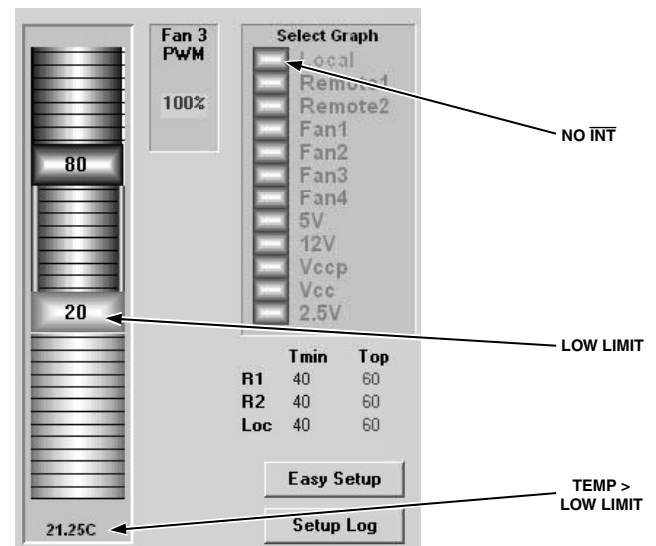 Fan 3
PWM
100%
Select Graph
Local
Remote1
Remote2
Fan1
Fan2
Fan3
Fan4
5V
12V
Vccp
Vcc
2.5V
80
20
21.25C
Tmin Top
R1 40 60
R2 40 60
Loc 40 60
Easy Setup
Setup Log
NO I̅N̅T̅
LOW LIMIT
TEMP >
LOW LIMIT